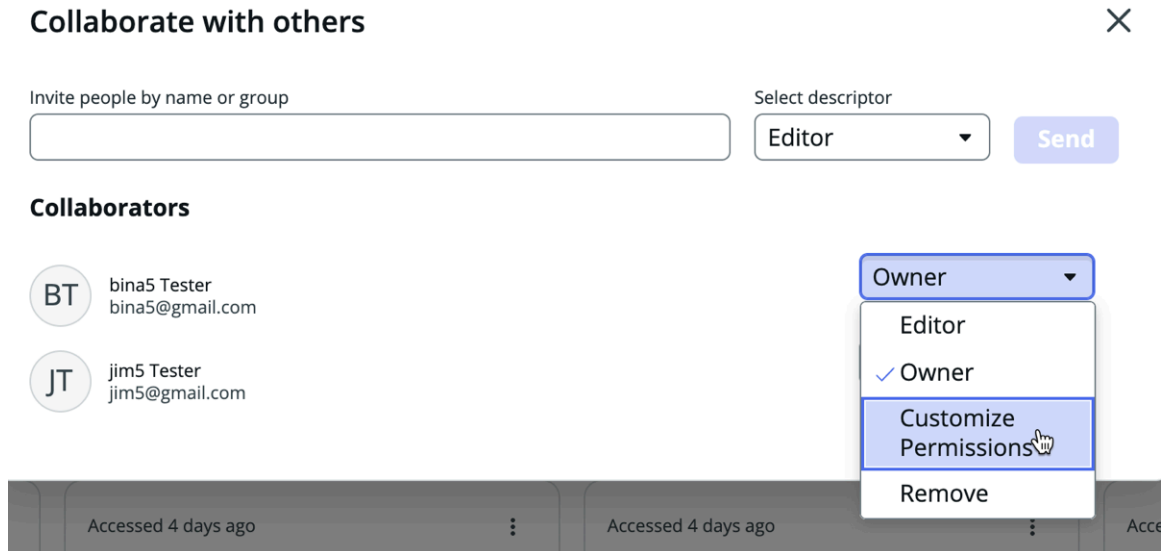 Collaborate with others
Invite people by name or group
Select descriptor
Editor
Send
Collaborators
BT
bina5 Tester
bina5@gmail.com
Owner
JT
jim5 Tester
jim5@gmail.com
Editor
Owner
Customize
Permissions
Remove
Accessed 4 days ago
Accessed 4 days ago
Acce